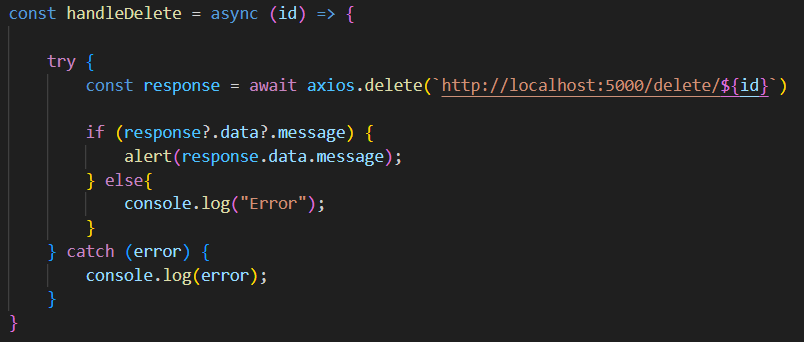 const handleDelete = async (id) => {
try {
const response = await axios.delete(`http://localhost:5000/delete/${id}`)
if (response?.data?.message) {
alert(response.data.message);
} else{
console.log("Error");
}
} catch (error) {
console.log(error);
}
}